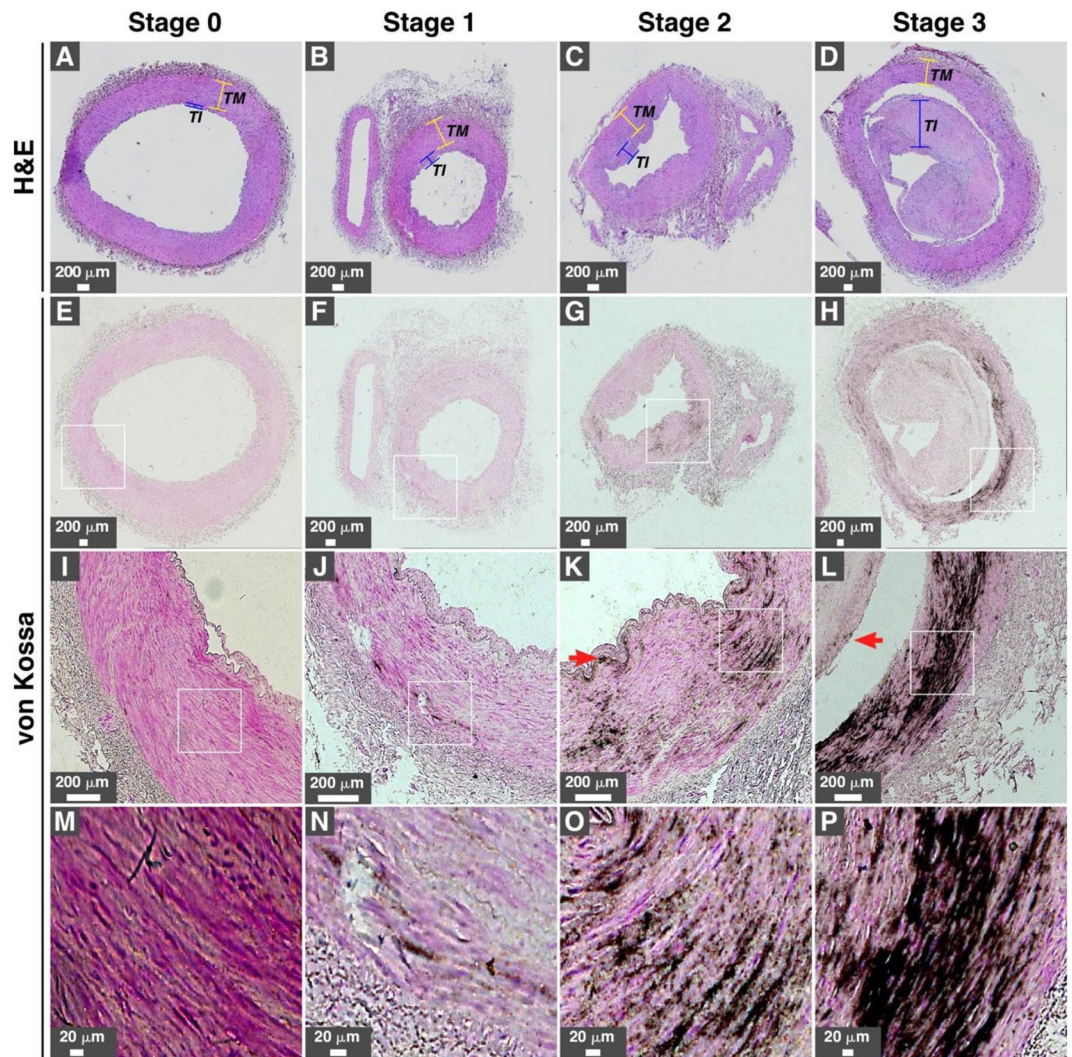 Stage 0 Stage 1 Stage 2 Stage 3
H&E
A B C D
TM TI TM TI TM TI TM TI
200 μm 200 μm 200 μm 200 μm
von Kossa
E F G H
200 μm 200 μm 200 μm 200 μm
I J K L
200 μm 200 μm 200 μm 200 μm
M N O P
20 μm 20 μm 20 μm 20 μm